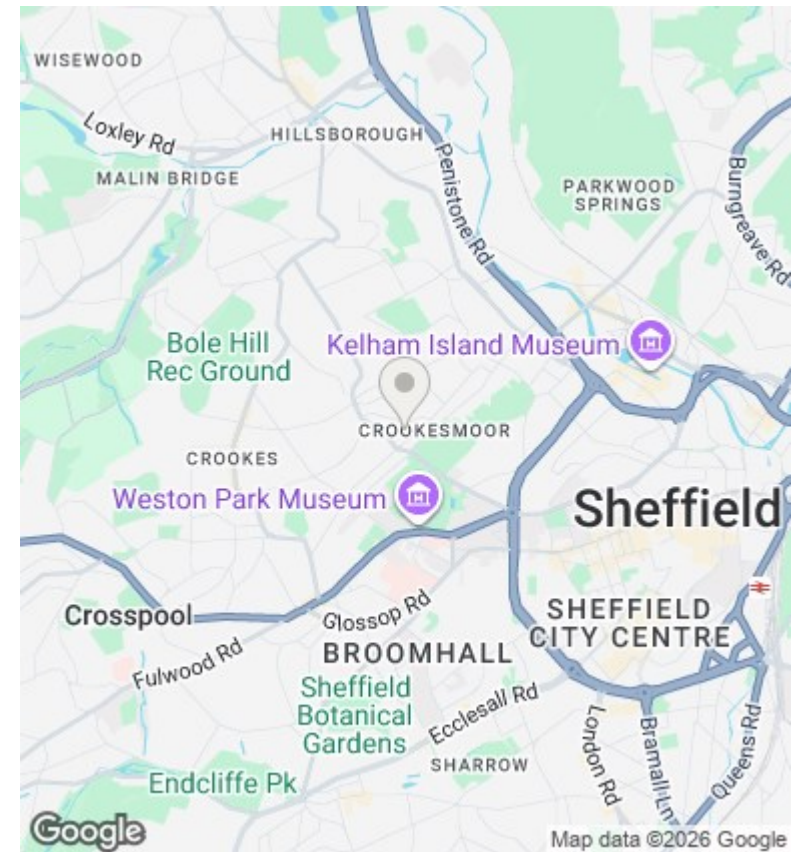 WISEWOOD
Loxley Rd
HILLSBOROUGH
MALIN BRIDGE
Penistone Rd
PARKWOOD
SPRINGS
Burngreave Rd
Bole Hill
Rec Ground
Kelham Island Museum
CROOKESMOOR
CROOKES
Weston Park Museum
Sheffield
Crosspool
Glossop Rd
SHEFFIELD
CITY CENTRE
Fulwood Rd
BROOMHALL
Sheffield
Botanical
Gardens
Ecclesall Rd
London Rd
Bramall Ln
Queens Rd
SHARROW
Endcliffe Pk
Google
Map data ©2026 Google